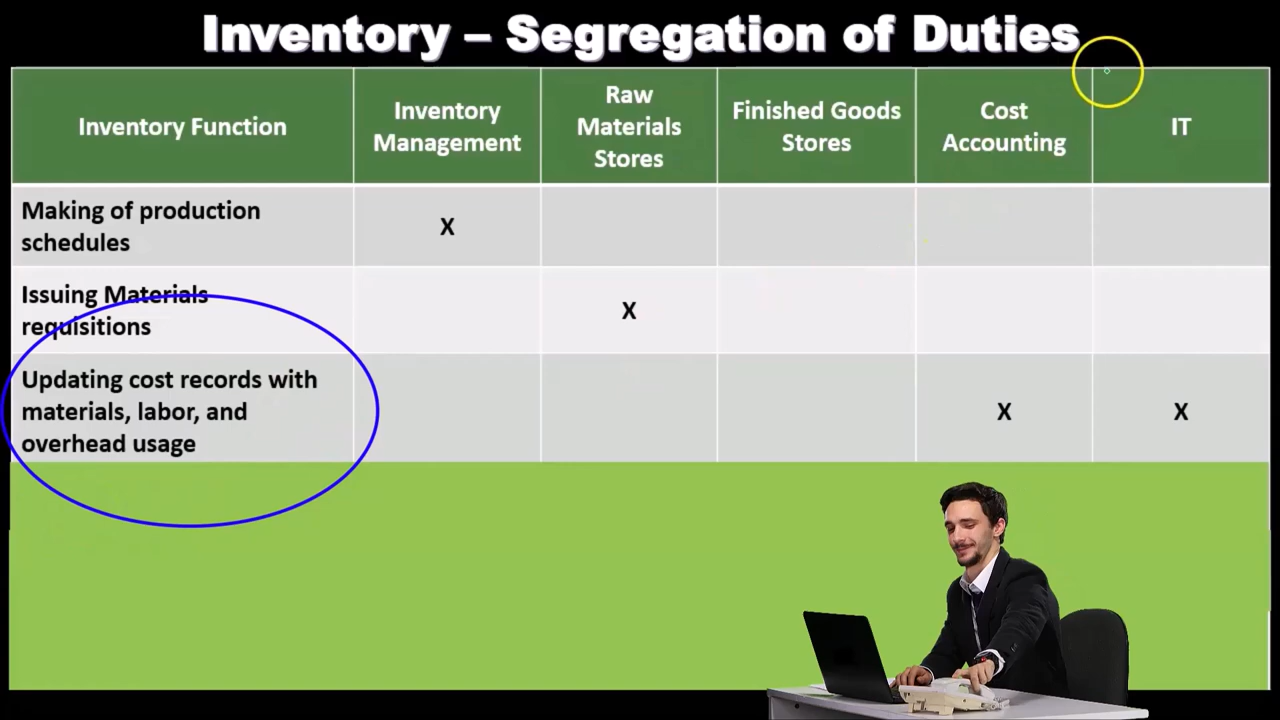 Inventory – Segregation of Duties
Inventory Function
Inventory
Management
Raw
Materials
Stores
Finished Goods
Stores
Cost
Accounting
IT
Making of production
schedules
X
Issuing Materials
requisitions
X
Updating cost records with
materials, labor, and
overhead usage
X
X